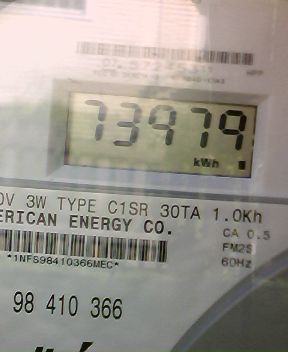 73979
kWh
V 3W TYPE C1SR 30TA 1.0Kh
ERICAN ENERGY CO.
CA 0.5
FM2S
60Hz
*1NFS98410366MEC*
98 410 366